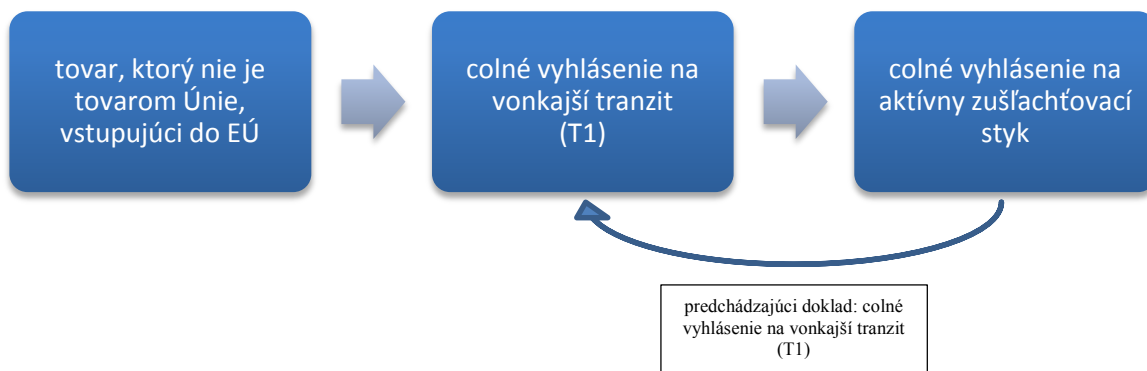 tovar, ktorý nie je
tovarom Únie,
vstupujúci do EÚ
colné vyhlásenie na
vonkajší tranzit
(T1)
colné vyhlásenie na
aktívny zušľachťovací
styk
predchádzajúci doklad: colné
vyhlásenie na vonkajší tranzit
(T1)